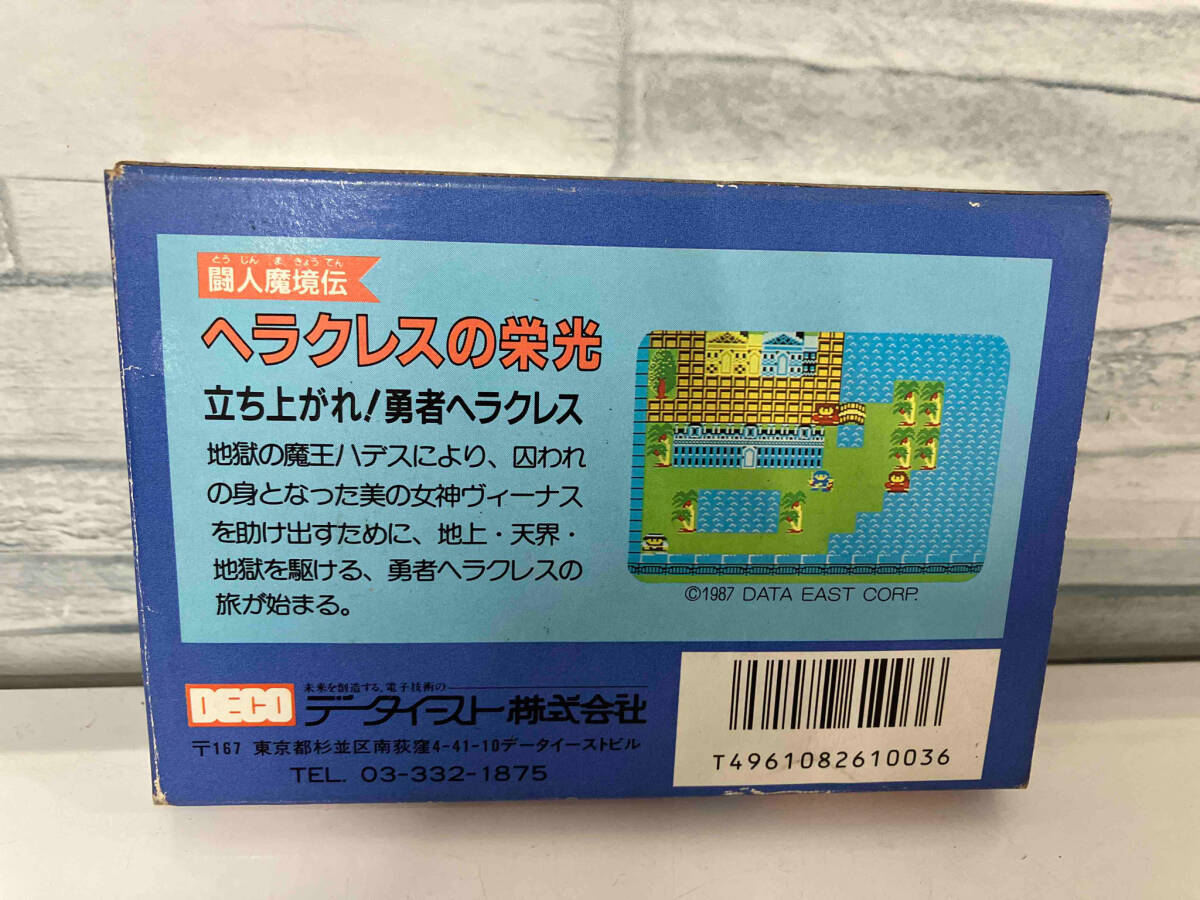 とうじんまきょうでん
闘人魔境伝
ヘラクレスの栄光
立ち上がれ!勇者ヘラクレス
地獄の魔王ハデスにより、囚われ
の身となった美の女神ヴィーナス
を助け出すために、地上・天界・
地獄を駆ける、勇者ヘラクレスの
旅が始まる。
©1987 DATA EAST CORP.
DECO
未来を創造する、電子技術の
データイースト株式会社
〒167 東京都杉並区南荻窪4-41-10データイーストビル
TEL. 03-332-1875
T4961082610036